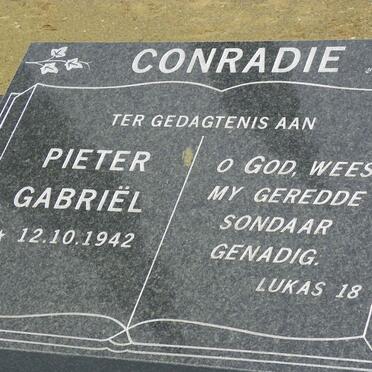 CONRADIE
TER GEDAGTENIS AAN
PIETER
GABRIËL
* 12.10.1942
O GOD, WEES
MY GEREDDE
SONDAAR
GENADIG.
LUKAS 18